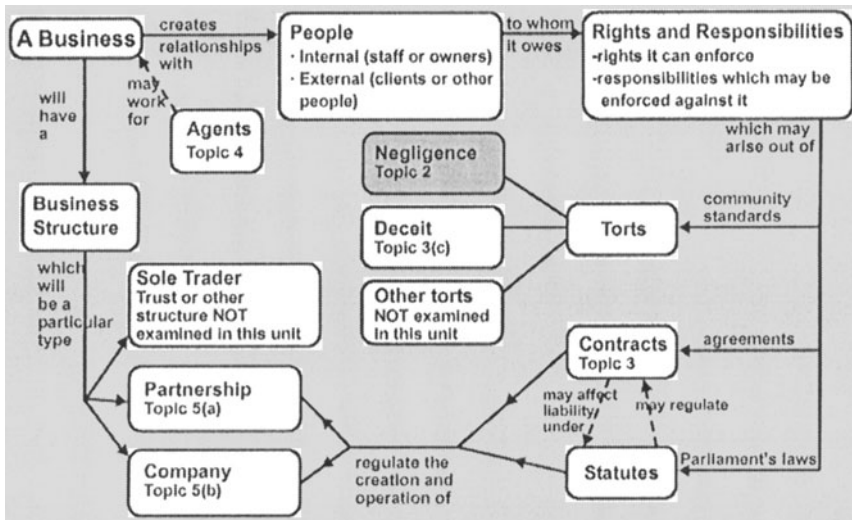 A Business
creates
relationships
with
People
· Internal (staff or owners)
· External (clients or other
people)
to whom
it owes
Rights and Responsibilities
-rights it can enforce
-responsibilities which may be
enforced against it
will
have
a
may
work
for
Agents
Topic 4
which may
arise out of
Negligence
Topic 2
Business
Structure
Deceit
Topic 3(c)
Torts
community
standards
which
will
be a
particular
type
Sole Trader
Trust or other
structure NOT
examined in this unit
Other torts
NOT examined
in this unit
Contracts
Topic 3
agreements
Partnership
Topic 5(a)
may affect
liability
under
may regulate
Company
Topic 5(b)
regulate the
creation and
operation of
Statutes
Parliament's laws